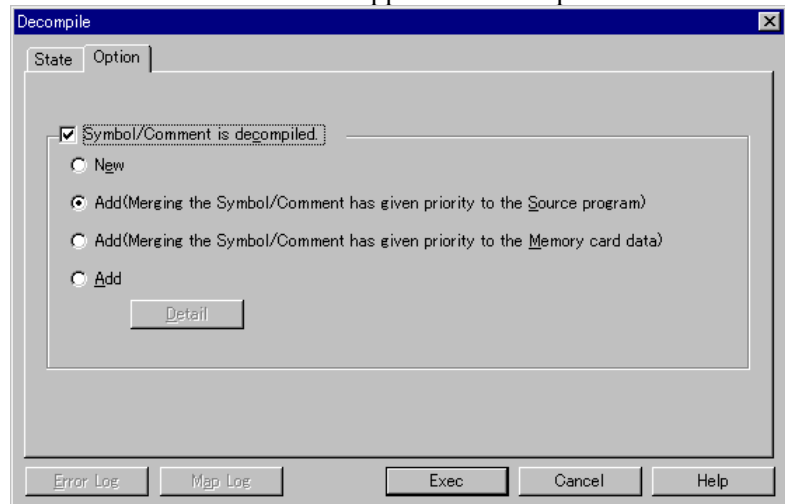 Decompile
State Option
Symbol/Comment is decompiled.
New
Add(Merging the Symbol/Comment has given priority to the Source program)
Add(Merging the Symbol/Comment has given priority to the Memory card data)
Add
Detail
Error Log Map Log Exec Cancel Help